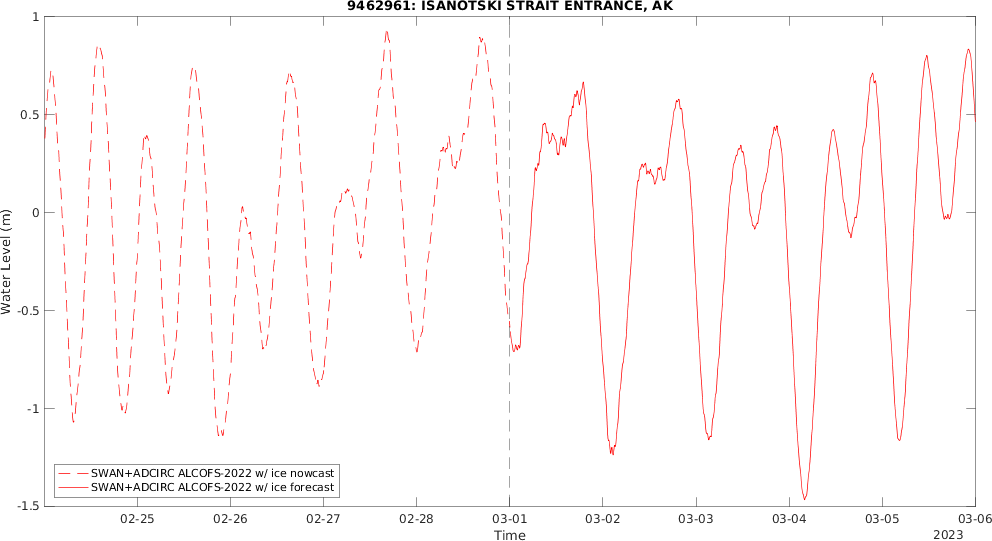 9462961: ISANOTSKI STRAIT ENTRANCE, AK
1
0.5
0
-0.5
-1
-1.5
Water Level (m)
SWAN+ADCIRC ALCOFS-2022 w/ ice nowcast
SWAN+ADCIRC ALCOFS-2022 w/ ice forecast
02-25 02-26 02-27 02-28 03-01 03-02 03-03 03-04 03-05 03-06
Time
2023